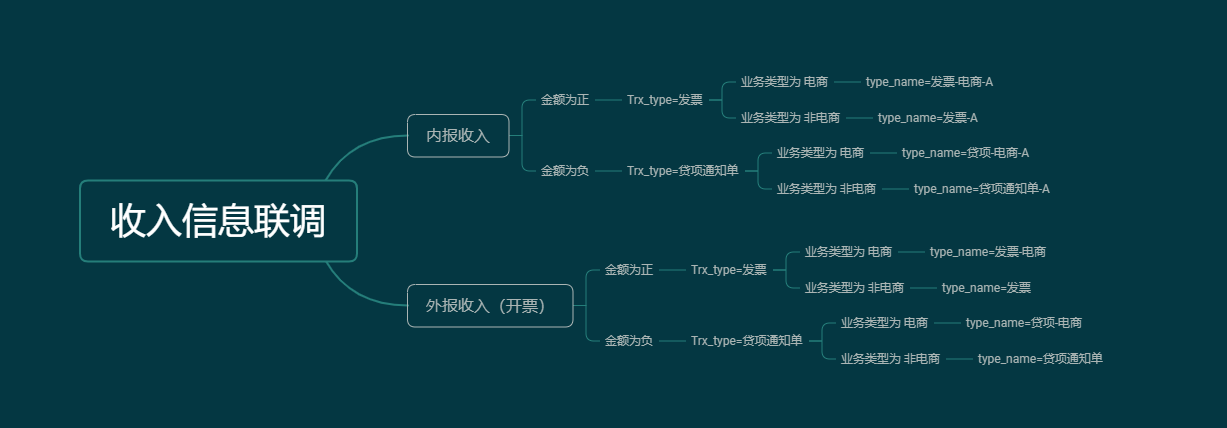 收入信息联调
内报收入
金额为正
Trx_type=发票
业务类型为 电商
type_name=发票-电商-A
业务类型为 非电商
type_name=发票-A
金额为负
Trx_type=贷项通知单
业务类型为 电商
type_name=贷项-电商-A
业务类型为 非电商
type_name=贷项通知单-A
外报收入（开票）
金额为正
Trx_type=发票
业务类型为 电商
type_name=发票-电商
业务类型为 非电商
type_name=发票
金额为负
Trx_type=贷项通知单
业务类型为 电商
type_name=贷项-电商
业务类型为 非电商
type_name=贷项通知单